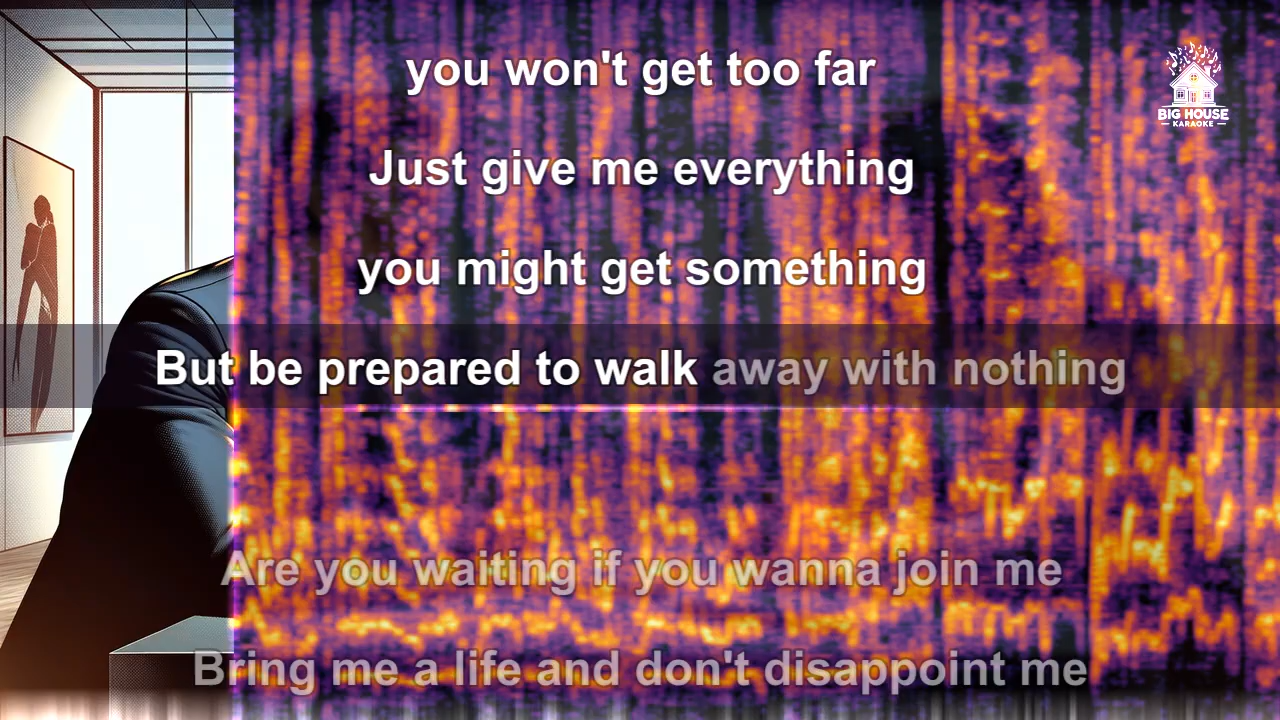 you won't get too far
Just give me everything
you might get something
But be prepared to walk away with nothing
Are you waiting if you wanna join me
Bring me a life and don't disappoint me
BIG HOUSE
KARAOKE